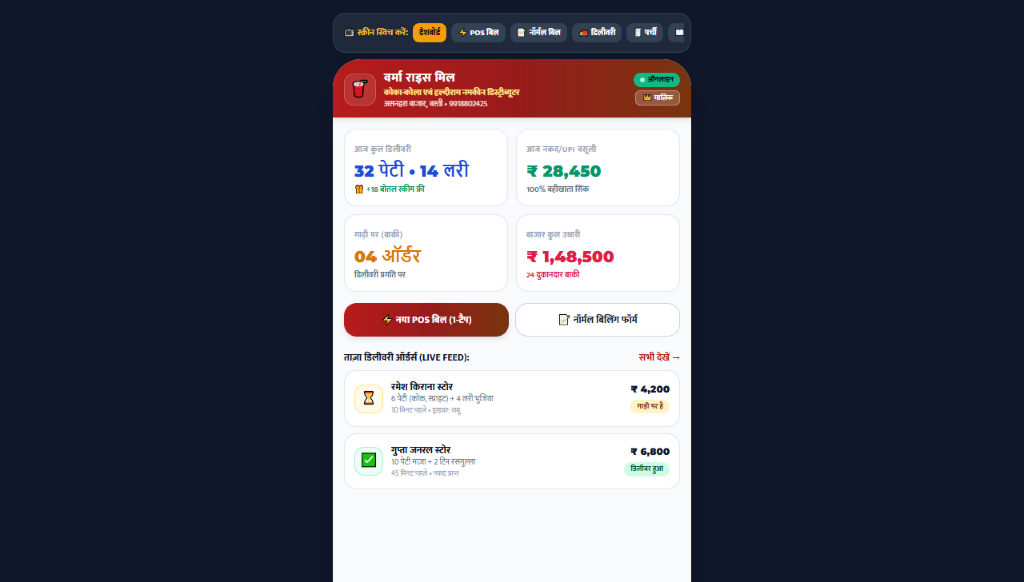 स्क्रीन स्विच करें: डैशबोर्ड POS बिल नॉर्मल बिल डिलीवरी पर्ची
वर्मा राइस मिल
कोका-कोला एवं हल्दीराम नमकीन डिस्ट्रीब्यूटर
असनहरा बाजार, बस्ती • 9918802425
ऑनलाइन
मालिक
आज कुल डिलीवरी
32 पेटी • 14 लरी
+18 बोतल स्कीम फ्री
आज नकद/UPI वसूली
₹ 28,450
100% बहीखाता सिंक
गाड़ी पर (बाकी)
04 ऑर्डर
डिलीवरी प्रगति पर
बाजार कुल उधारी
₹ 1,48,500
24 दुकानदार बाकी
नया POS बिल (1-टैप)
नॉर्मल बिलिंग फॉर्म
ताज़ा डिलीवरी ऑर्डर्स (LIVE FEED):
सभी देखें →
रमेश किराना स्टोर
6 पेटी (कोक, स्प्राइट) + 4 लरी भुजिया
10 मिनट पहले • ड्राइवर: राजू
₹ 4,200
गाड़ी पर है
गुप्ता जनरल स्टोर
10 पेटी माज़ा + 2 टिन रसगुल्ला
45 मिनट पहले • नकद प्राप्त
₹ 6,800
डिलीवर हुआ